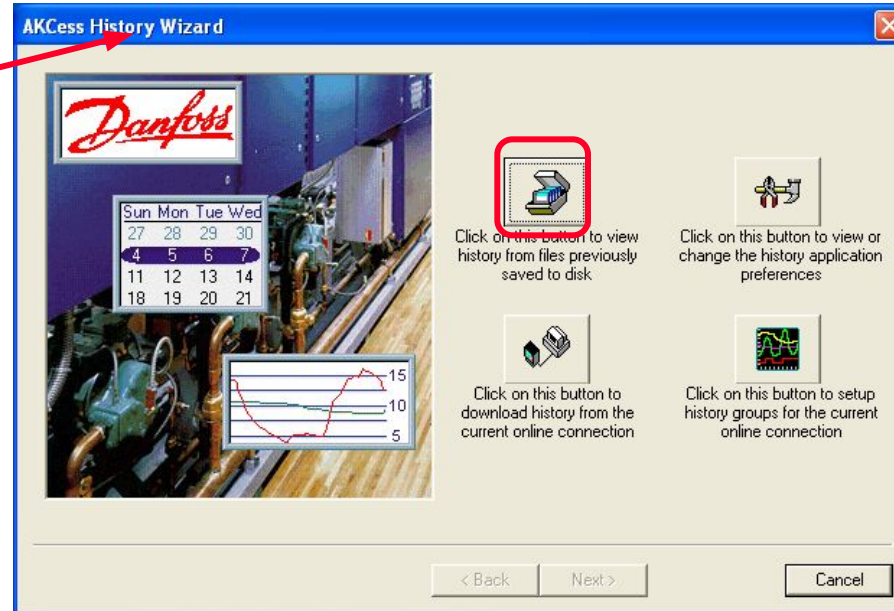 AKCess History Wizard
Danfoss
Sun Mon Tue Wed
27 28 29 30
4 5 6 7
11 12 13 14
18 19 20 21
15
10
5
Click on this button to view
history from files previously
saved to disk
Click on this button to view or
change the history application
preferences
Click on this button to
download history from the
current online connection
Click on this button to setup
history groups for the current
online connection
< Back
Next >
Cancel